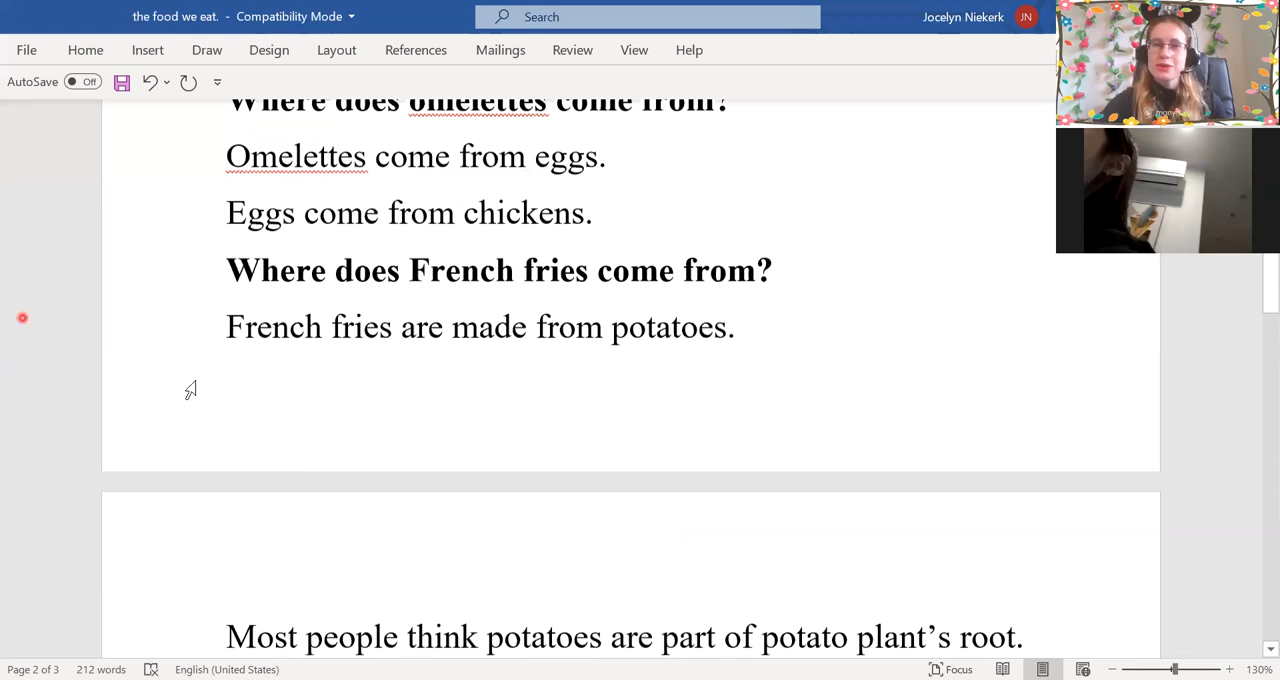 the food we eat. - Compatibility Mode
Search
Jocelyn Niekerk
JN
File Home Insert Draw Design Layout References Mailings Review View Help
AutoSave Off
Where does omelettes come from?
Omelettes come from eggs.
Eggs come from chickens.
Where does French fries come from?
French fries are made from potatoes.
Most people think potatoes are part of potato plant’s root.
Page 2 of 3 212 words English (United States) Focus 130%